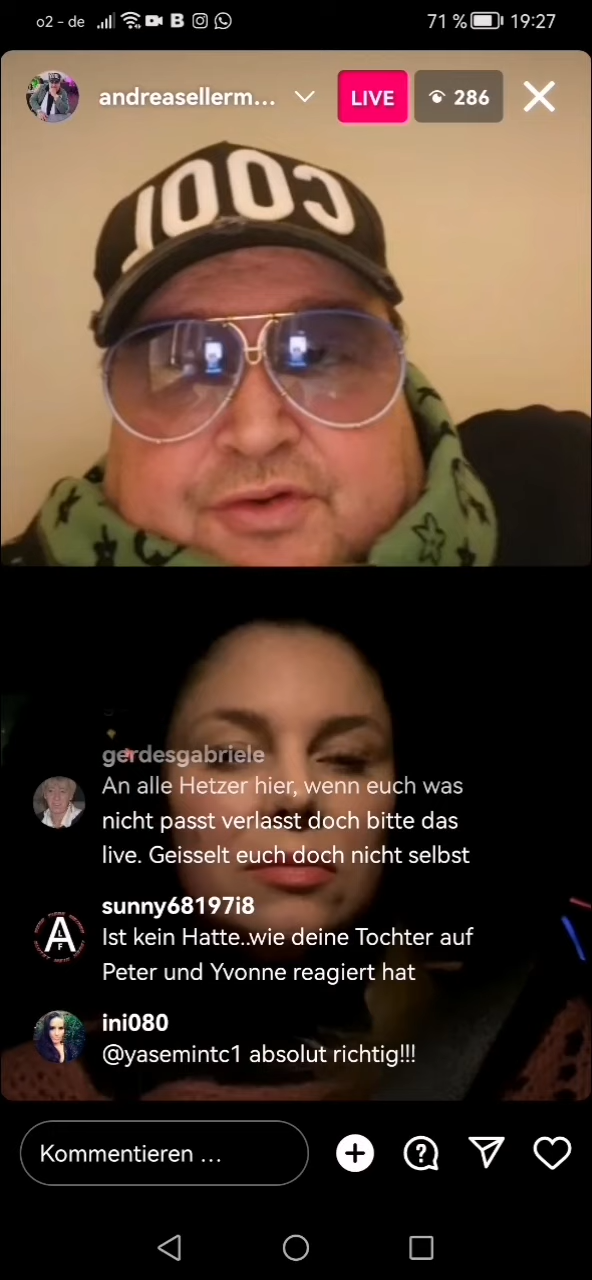 o2 - de B 71 % 19:27
andreasellerm... LIVE 286
COOL
gerdesgabriele
An alle Hetzer hier, wenn euch was
nicht passt verlasst doch bitte das
live. Geisselt euch doch nicht selbst
sunny68197i8
A
L F
Ist kein Hatte..wie deine Tochter auf
Peter und Yvonne reagiert hat
ini080
@yasemintc1 absolut richtig!!!
Kommentieren ...